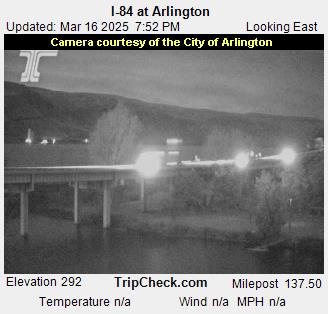 I-84 at Arlington
Updated: Mar 16 2025 7:52 PM Looking East
Camera courtesy of the City of Arlington
Elevation 292 TripCheck.com Milepost 137.50
Temperature n/a Wind n/a MPH n/a